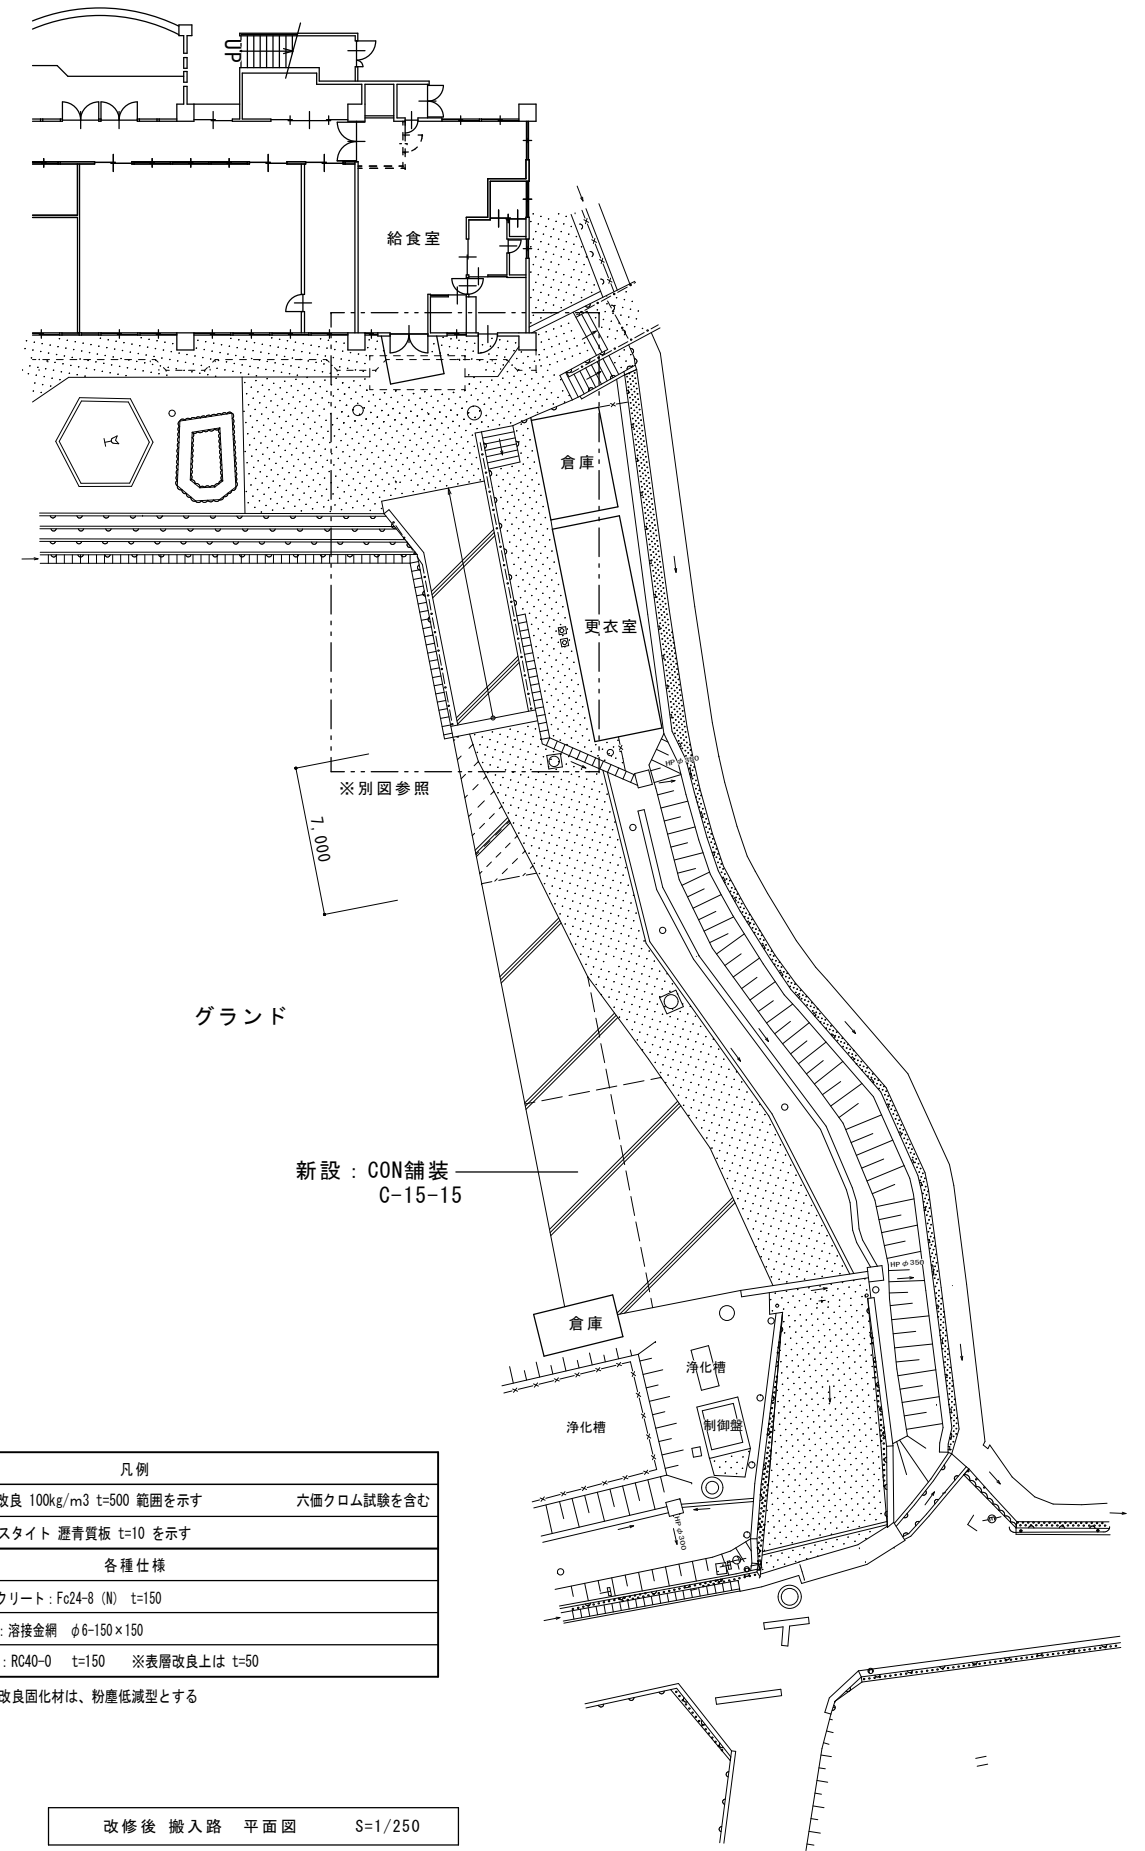 UP
給食室
倉庫
更衣室
HPφ350
※別図参照
7,000
グランド
新設：CON舗装
C-15-15
HPφ350
倉庫
浄化槽
浄化槽
制御盤
HPφ300
凡例
改良 100kg/m3 t=500 範囲を示す 六価クロム試験を含む
スタイト 瀝青質板 t=10 を示す
各種仕様
クリート：Fc24-8（N） t=150
：溶接金網 φ6-150×150
：RC40-0 t=150 ※表層改良上は t=50
改良固化材は、粉塵低減型とする
改修後 搬入路 平面図 S=1/250